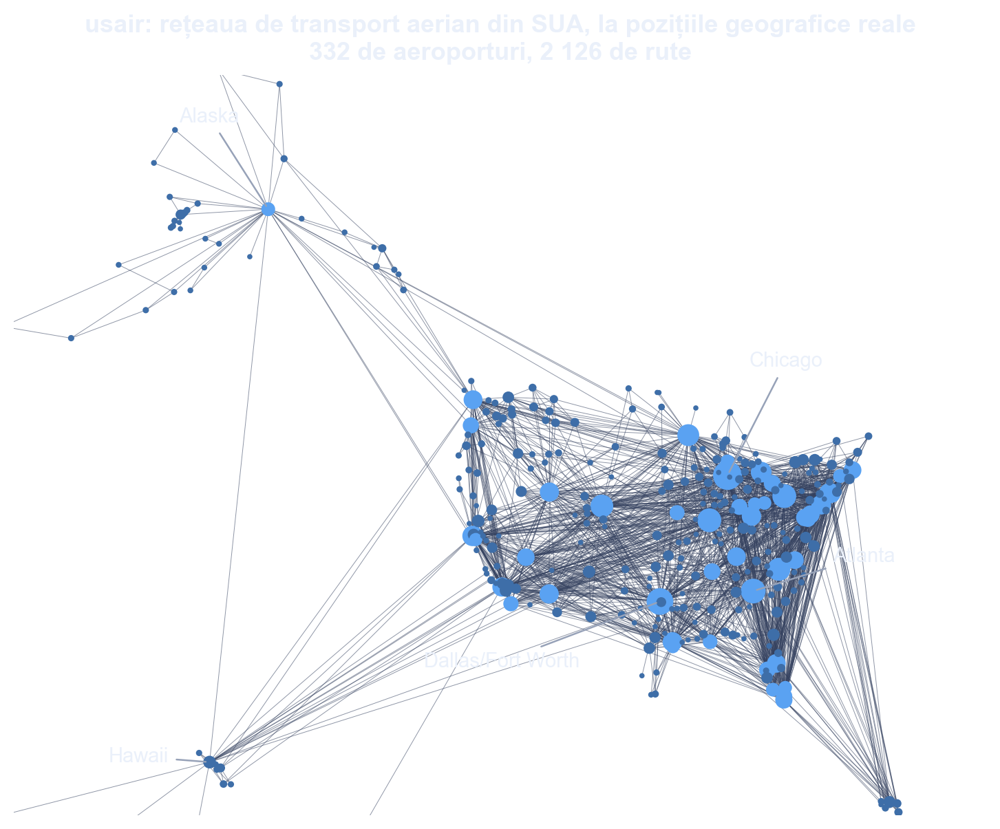 usair: rețeaua de transport aerian din SUA, la pozițiile geografice reale
332 de aeroporturi, 2 126 de rute
Alaska
Chicago
Atlanta
Dallas/Fort Worth
Hawaii